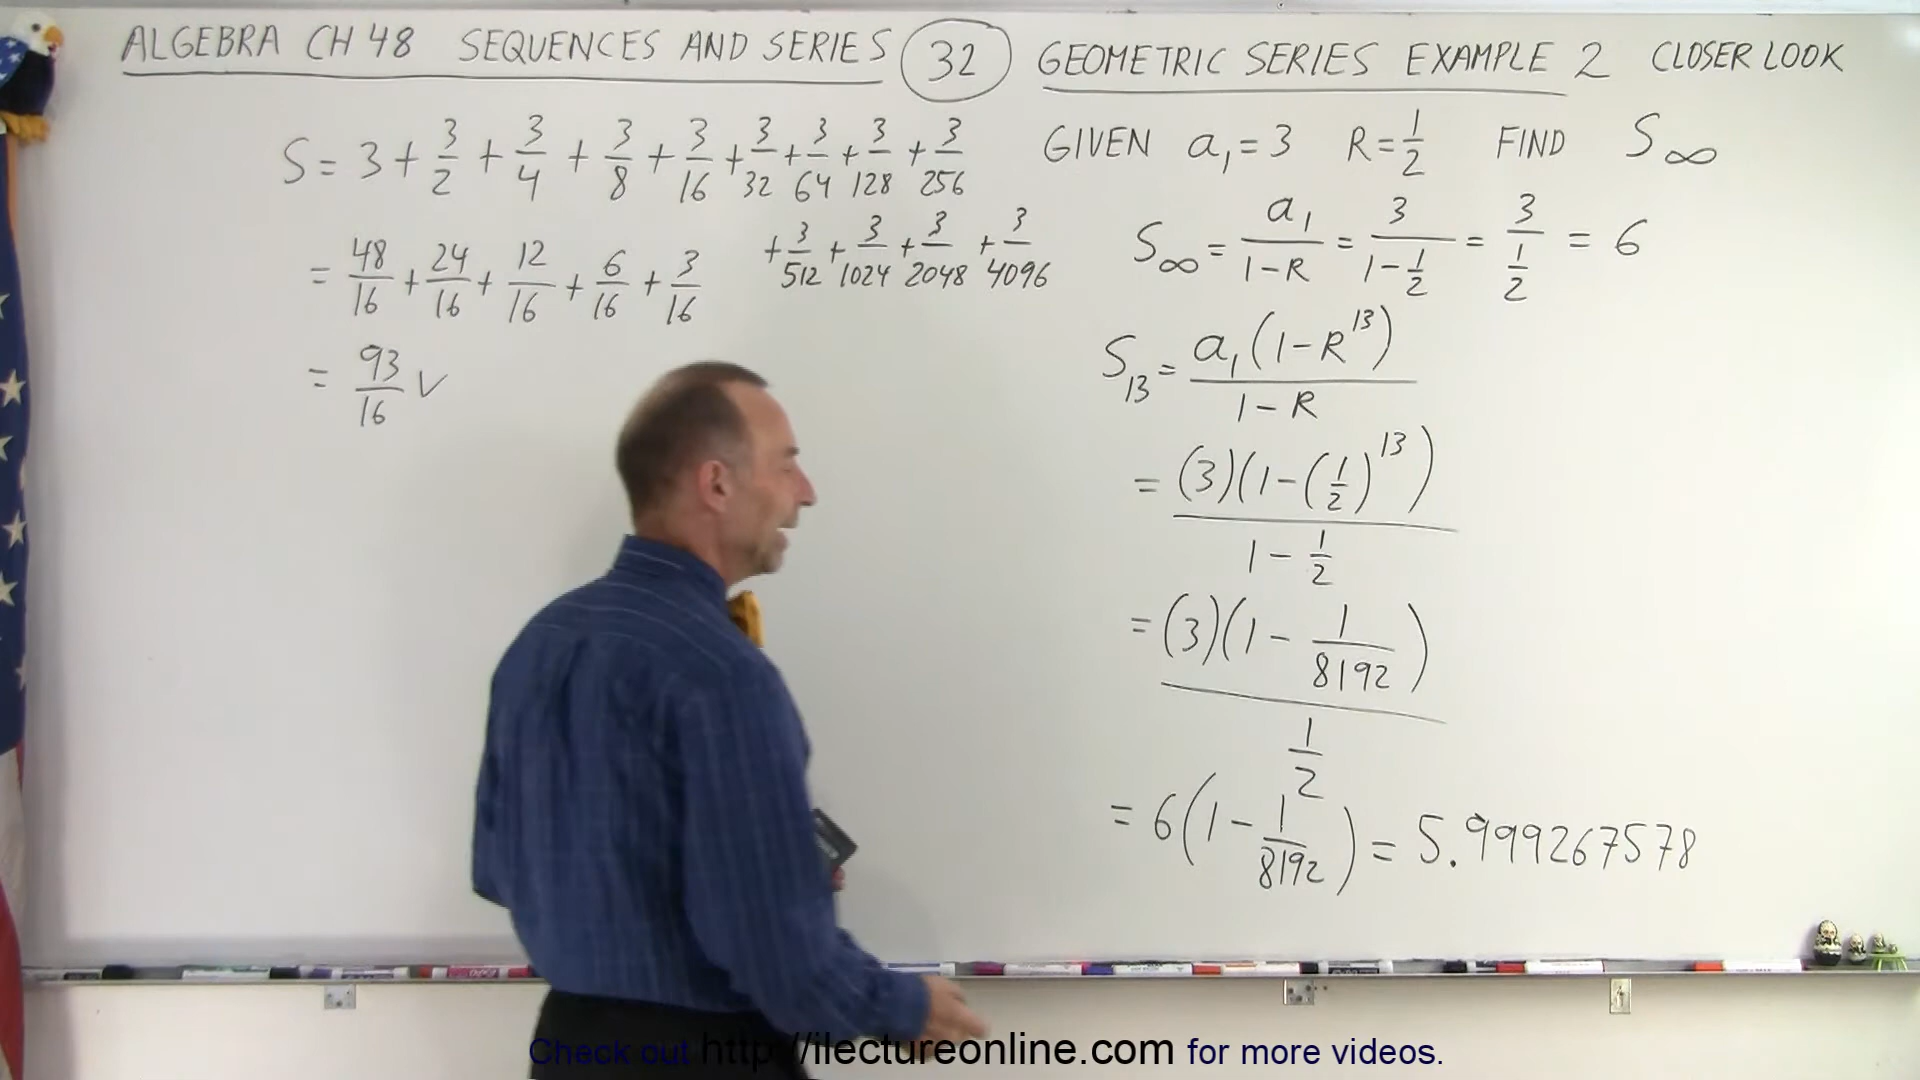 ALGEBRA CH 48 SEQUENCES AND SERIES 32 GEOMETRIC SERIES EXAMPLE 2 CLOSER LOOK
S = 3 + 3/2 + 3/4 + 3/8 + 3/16 + 3/32 + 3/64 + 3/128 + 3/256
+ 3/512 + 3/1024 + 3/2048 + 3/4096
= 48/16 + 24/16 + 12/16 + 6/16 + 3/16
= 93/16 √
GIVEN a₁ = 3 R = 1/2 FIND S∞
S∞ = a₁/(1-R) = 3/(1-1/2) = 3/(1/2) = 6
S₁₃ = a₁(1-R¹³)/(1-R)
= (3)(1-(1/2)¹³)/(1-1/2)
= (3)(1-1/8192)/(1/2)
= 6(1-1/8192) = 5.999267578
Check out http://ilectureonline.com for more videos.